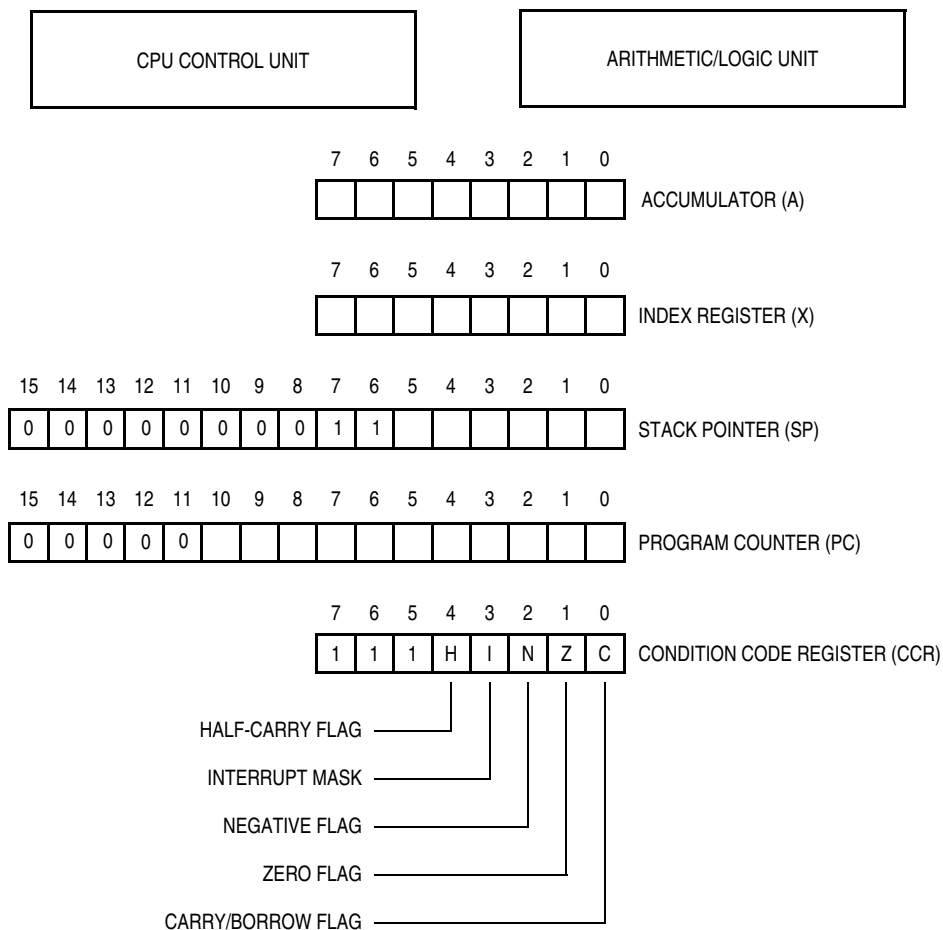 CPU CONTROL UNIT
ARITHMETIC/LOGIC UNIT
7 6 5 4 3 2 1 0
ACCUMULATOR (A)
7 6 5 4 3 2 1 0
INDEX REGISTER (X)
15 14 13 12 11 10 9 8 7 6 5 4 3 2 1 0
0 0 0 0 0 0 0 0 1 1 STACK POINTER (SP)
15 14 13 12 11 10 9 8 7 6 5 4 3 2 1 0
0 0 0 0 0 PROGRAM COUNTER (PC)
7 6 5 4 3 2 1 0
1 1 1 H I N Z C CONDITION CODE REGISTER (CCR)
HALF-CARRY FLAG
INTERRUPT MASK
NEGATIVE FLAG
ZERO FLAG
CARRY/BORROW FLAG